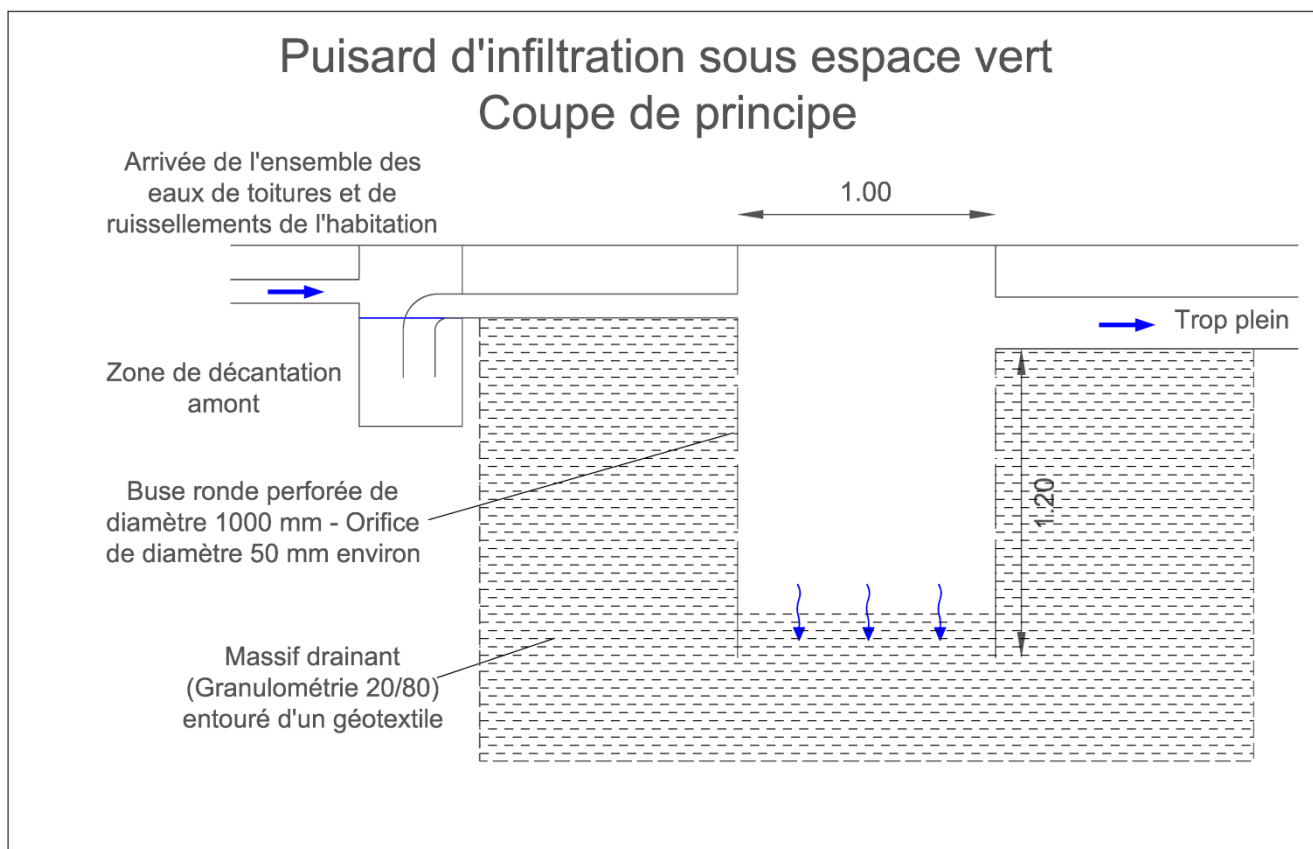 Puisard d'infiltration sous espace vert
Coupe de principe
Arrivée de l'ensemble des
eaux de toitures et de
ruissellements de l'habitation
1.00
Trop plein
Zone de décantation
amont
1.20
Buse ronde perforée de
diamètre 1000 mm - Orifice
de diamètre 50 mm environ
Massif drainant
(Granulométrie 20/80)
entouré d'un géotextile